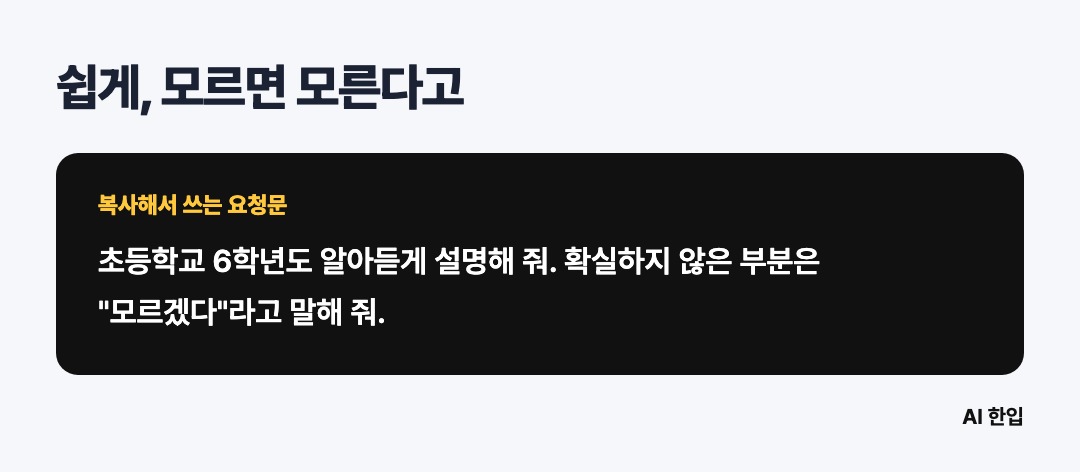 쉽게, 모르면 모른다고
복사해서 쓰는 요청문
초등학교 6학년도 알아듣게 설명해 줘. 확실하지 않은 부분은
"모르겠다"라고 말해 줘.
AI 한입